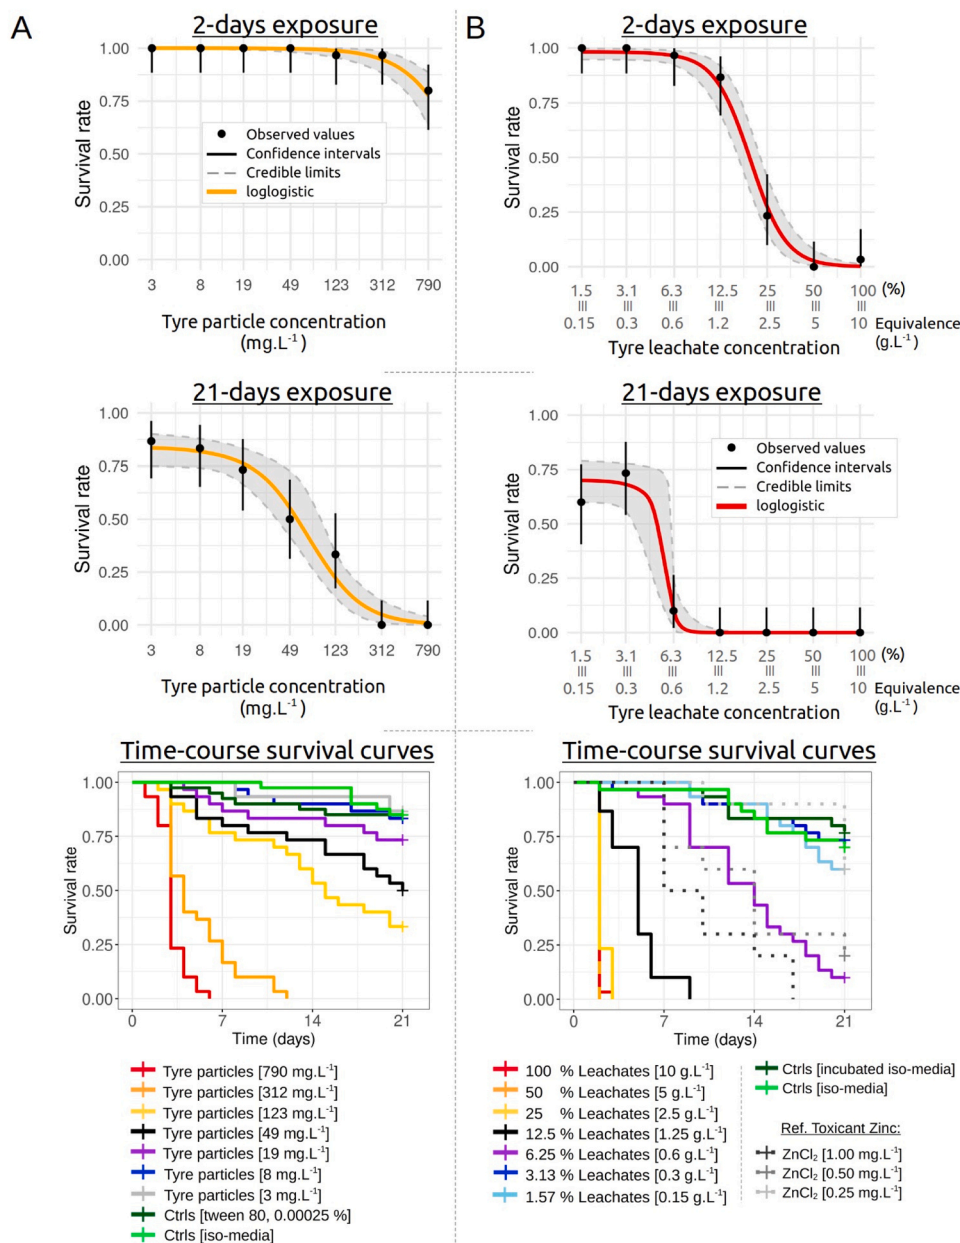 A
2-days exposure
1.00
0.75
0.50
0.25
0.00
Survival rate
Observed values
Confidence intervals
Credible limits
loglogistic
3 8 19 49 123 312 790
Tyre particle concentration
(mg.L⁻¹)
B
2-days exposure
1.00
0.75
0.50
0.25
0.00
Survival rate
1.5 3.1 6.3 12.5 25 50 100 (%)
0.15 0.3 0.6 1.2 2.5 5 10 Equivalence
(g.L⁻¹)
Tyre leachate concentration
21-days exposure
1.00
0.75
0.50
0.25
0.00
Survival rate
3 8 19 49 123 312 790
Tyre particle concentration
(mg.L⁻¹)
21-days exposure
1.00
0.75
0.50
0.25
0.00
Survival rate
Observed values
Confidence intervals
Credible limits
loglogistic
1.5 3.1 6.3 12.5 25 50 100 (%)
0.15 0.3 0.6 1.2 2.5 5 10 Equivalence
(g.L⁻¹)
Tyre leachate concentration
Time-course survival curves
1.00
0.75
0.50
0.25
0.00
Survival rate
0 7 14 21
Time (days)
Tyre particles [790 mg.L⁻¹]
Tyre particles [312 mg.L⁻¹]
Tyre particles [123 mg.L⁻¹]
Tyre particles [49 mg.L⁻¹]
Tyre particles [19 mg.L⁻¹]
Tyre particles [8 mg.L⁻¹]
Tyre particles [3 mg.L⁻¹]
Ctrls [tween 80, 0.00025 %]
Ctrls [iso-media]
Time-course survival curves
1.00
0.75
0.50
0.25
0.00
Survival rate
0 7 14 21
Time (days)
100 % Leachates [10 g.L⁻¹]
50 % Leachates [5 g.L⁻¹]
25 % Leachates [2.5 g.L⁻¹]
12.5 % Leachates [1.25 g.L⁻¹]
6.25 % Leachates [0.6 g.L⁻¹]
3.13 % Leachates [0.3 g.L⁻¹]
1.57 % Leachates [0.15 g.L⁻¹]
Ctrls [incubated iso-media]
Ctrls [iso-media]
Ref. Toxicant Zinc:
ZnCl₂ [1.00 mg.L⁻¹]
ZnCl₂ [0.50 mg.L⁻¹]
ZnCl₂ [0.25 mg.L⁻¹]